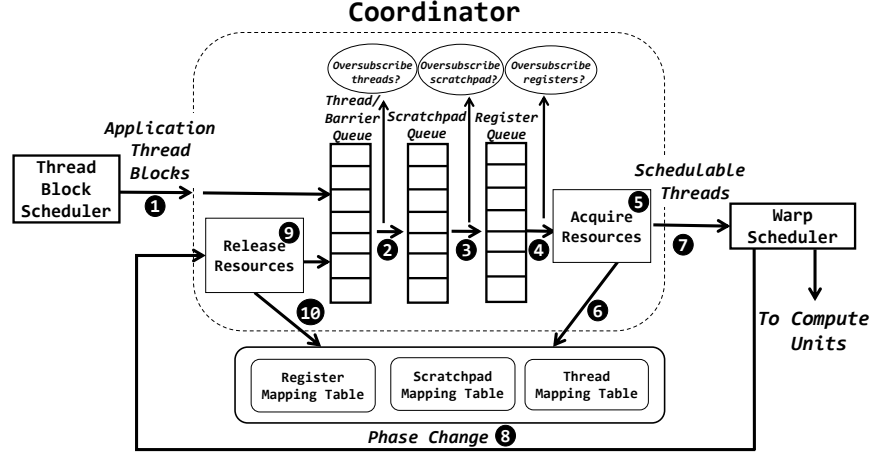 Coordinator
Oversubscribe
threads?
Oversubscribe
scratchpad?
Oversubscribe
registers?
Thread/
Barrier
Queue
Scratchpad
Queue
Register
Queue
Application
Thread
Blocks
Thread
Block
Scheduler
1
Release
Resources
9
2
3
4
Acquire
Resources
5
Schedulable
Threads
7
Warp
Scheduler
10
6
To Compute
Units
Register
Mapping Table
Scratchpad
Mapping Table
Thread
Mapping Table
Phase Change 8